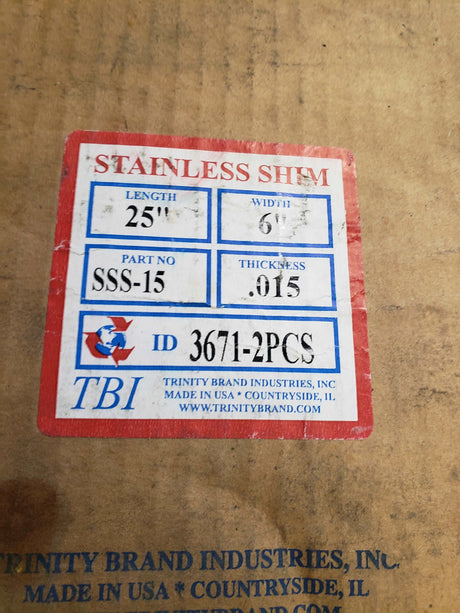 STAINLESS SHIM
LENGTH
25"
WIDTH
6"
PART NO
SSS-15
THICKNESS
.015
ID 3671-2PCS
TBI
TRINITY BRAND INDUSTRIES, INC
MADE IN USA * COUNTRYSIDE, IL
WWW.TRINITYBRAND.COM
TRINITY BRAND INDUSTRIES, INC.
MADE IN USA * COUNTRYSIDE, IL